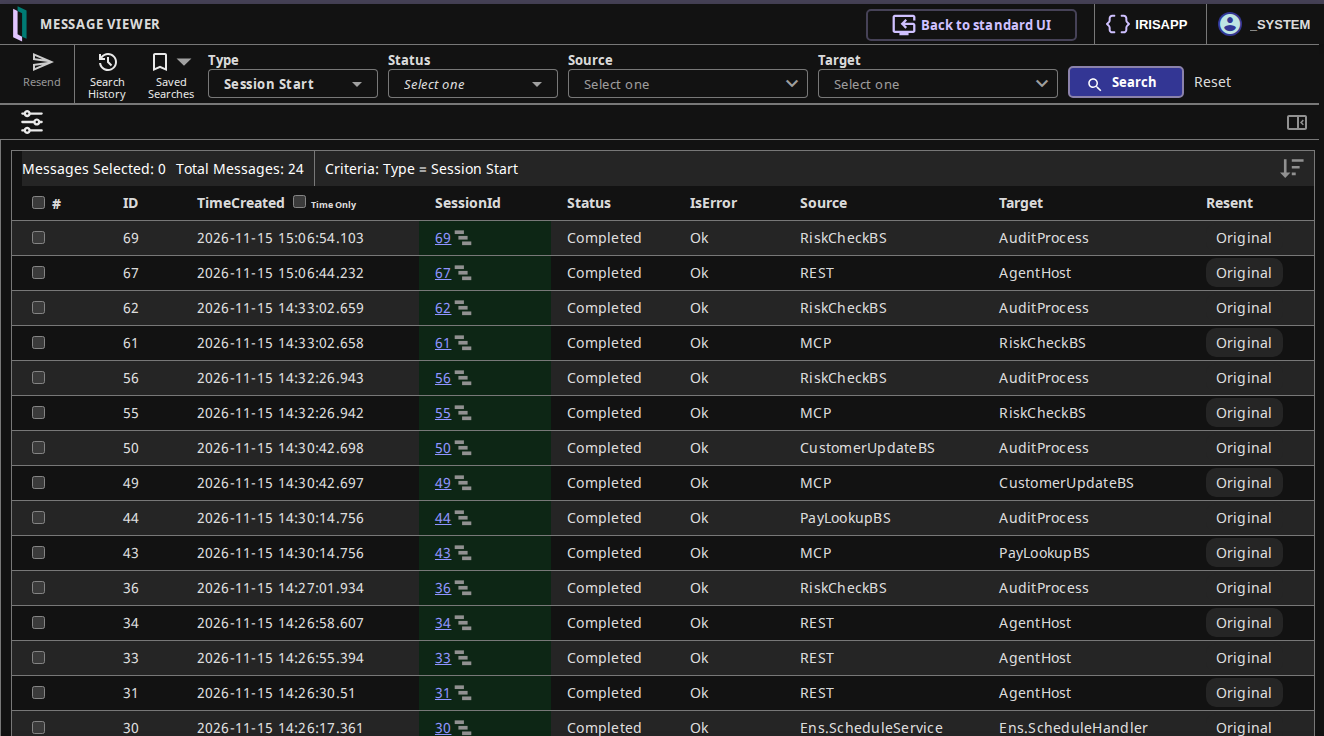 MESSAGE VIEWER Back to standard UI IRISAPP _SYSTEM
Resend Search History Saved Searches Type Session Start Status Select one Source Select one Target Select one Search Reset
Messages Selected: 0 Total Messages: 24 Criteria: Type = Session Start
# ID TimeCreated Time Only SessionId Status IsError Source Target Resent
69 2026-11-15 15:06:54.103 69 Completed Ok RiskCheckBS AuditProcess Original
67 2026-11-15 15:06:44.232 67 Completed Ok REST AgentHost Original
62 2026-11-15 14:33:02.659 62 Completed Ok RiskCheckBS AuditProcess Original
61 2026-11-15 14:33:02.658 61 Completed Ok MCP RiskCheckBS Original
56 2026-11-15 14:32:26.943 56 Completed Ok RiskCheckBS AuditProcess Original
55 2026-11-15 14:32:26.942 55 Completed Ok MCP RiskCheckBS Original
50 2026-11-15 14:30:42.698 50 Completed Ok CustomerUpdateBS AuditProcess Original
49 2026-11-15 14:30:42.697 49 Completed Ok MCP CustomerUpdateBS Original
44 2026-11-15 14:30:14.756 44 Completed Ok PayLookupBS AuditProcess Original
43 2026-11-15 14:30:14.756 43 Completed Ok MCP PayLookupBS Original
36 2026-11-15 14:27:01.934 36 Completed Ok RiskCheckBS AuditProcess Original
34 2026-11-15 14:26:58.607 34 Completed Ok REST AgentHost Original
33 2026-11-15 14:26:55.394 33 Completed Ok REST AgentHost Original
31 2026-11-15 14:26:30.51 31 Completed Ok REST AgentHost Original
30 2026-11-15 14:26:17.361 30 Completed Ok Ens.ScheduleService Ens.ScheduleHandler Original